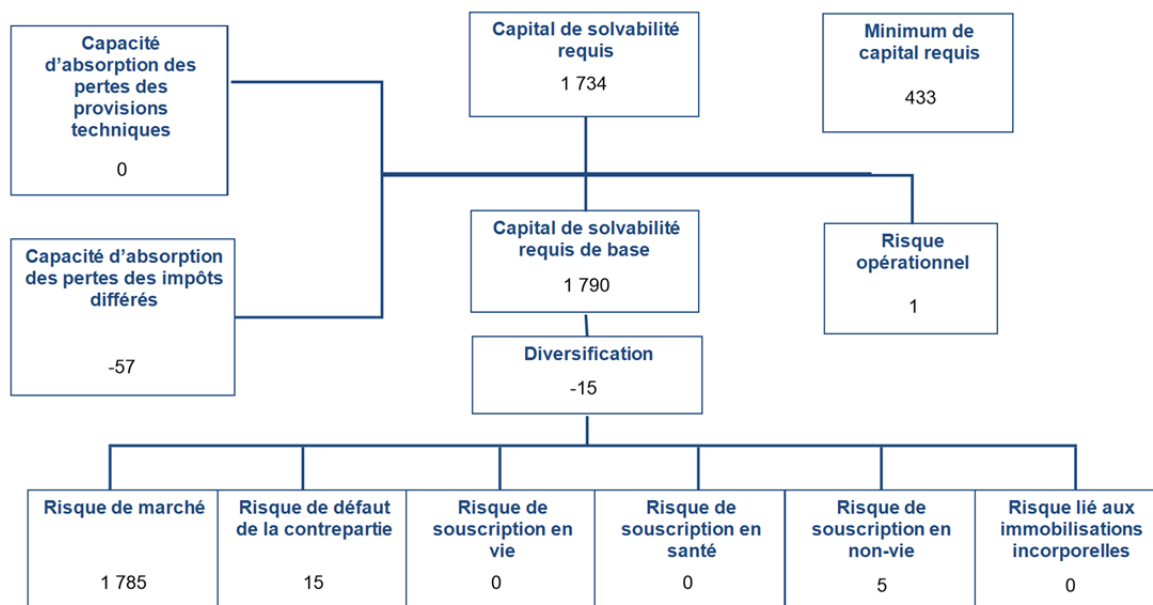 Capacité
d’absorption des
pertes des
provisions
techniques
0
Capital de solvabilité
requis
1 734
Minimum de
capital requis
433
Capacité d’absorption
des pertes des impôts
différés
-57
Capital de solvabilité
requis de base
1 790
Risque
opérationnel
1
Diversification
-15
Risque de marché
1 785
Risque de défaut
de la contrepartie
15
Risque de
souscription en
vie
0
Risque de
souscription en
santé
0
Risque de
souscription en
non-vie
5
Risque lié aux
immobilisations
incorporelles
0